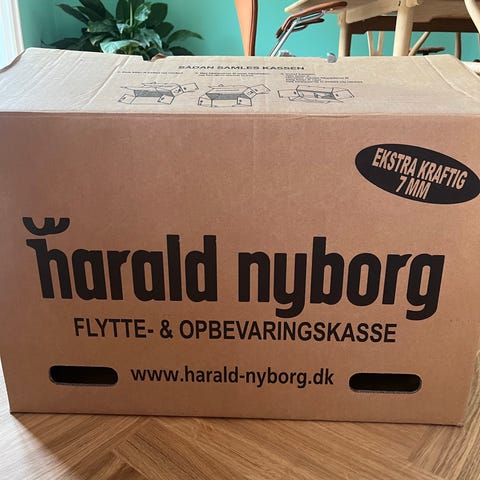 SÅDAN SAMLES KASSEN
EKSTRA KRAFTIG
7 MM
harald nyborg
FLYTTE- & OPBEVARINGSKASSE
www.harald-nyborg.dk